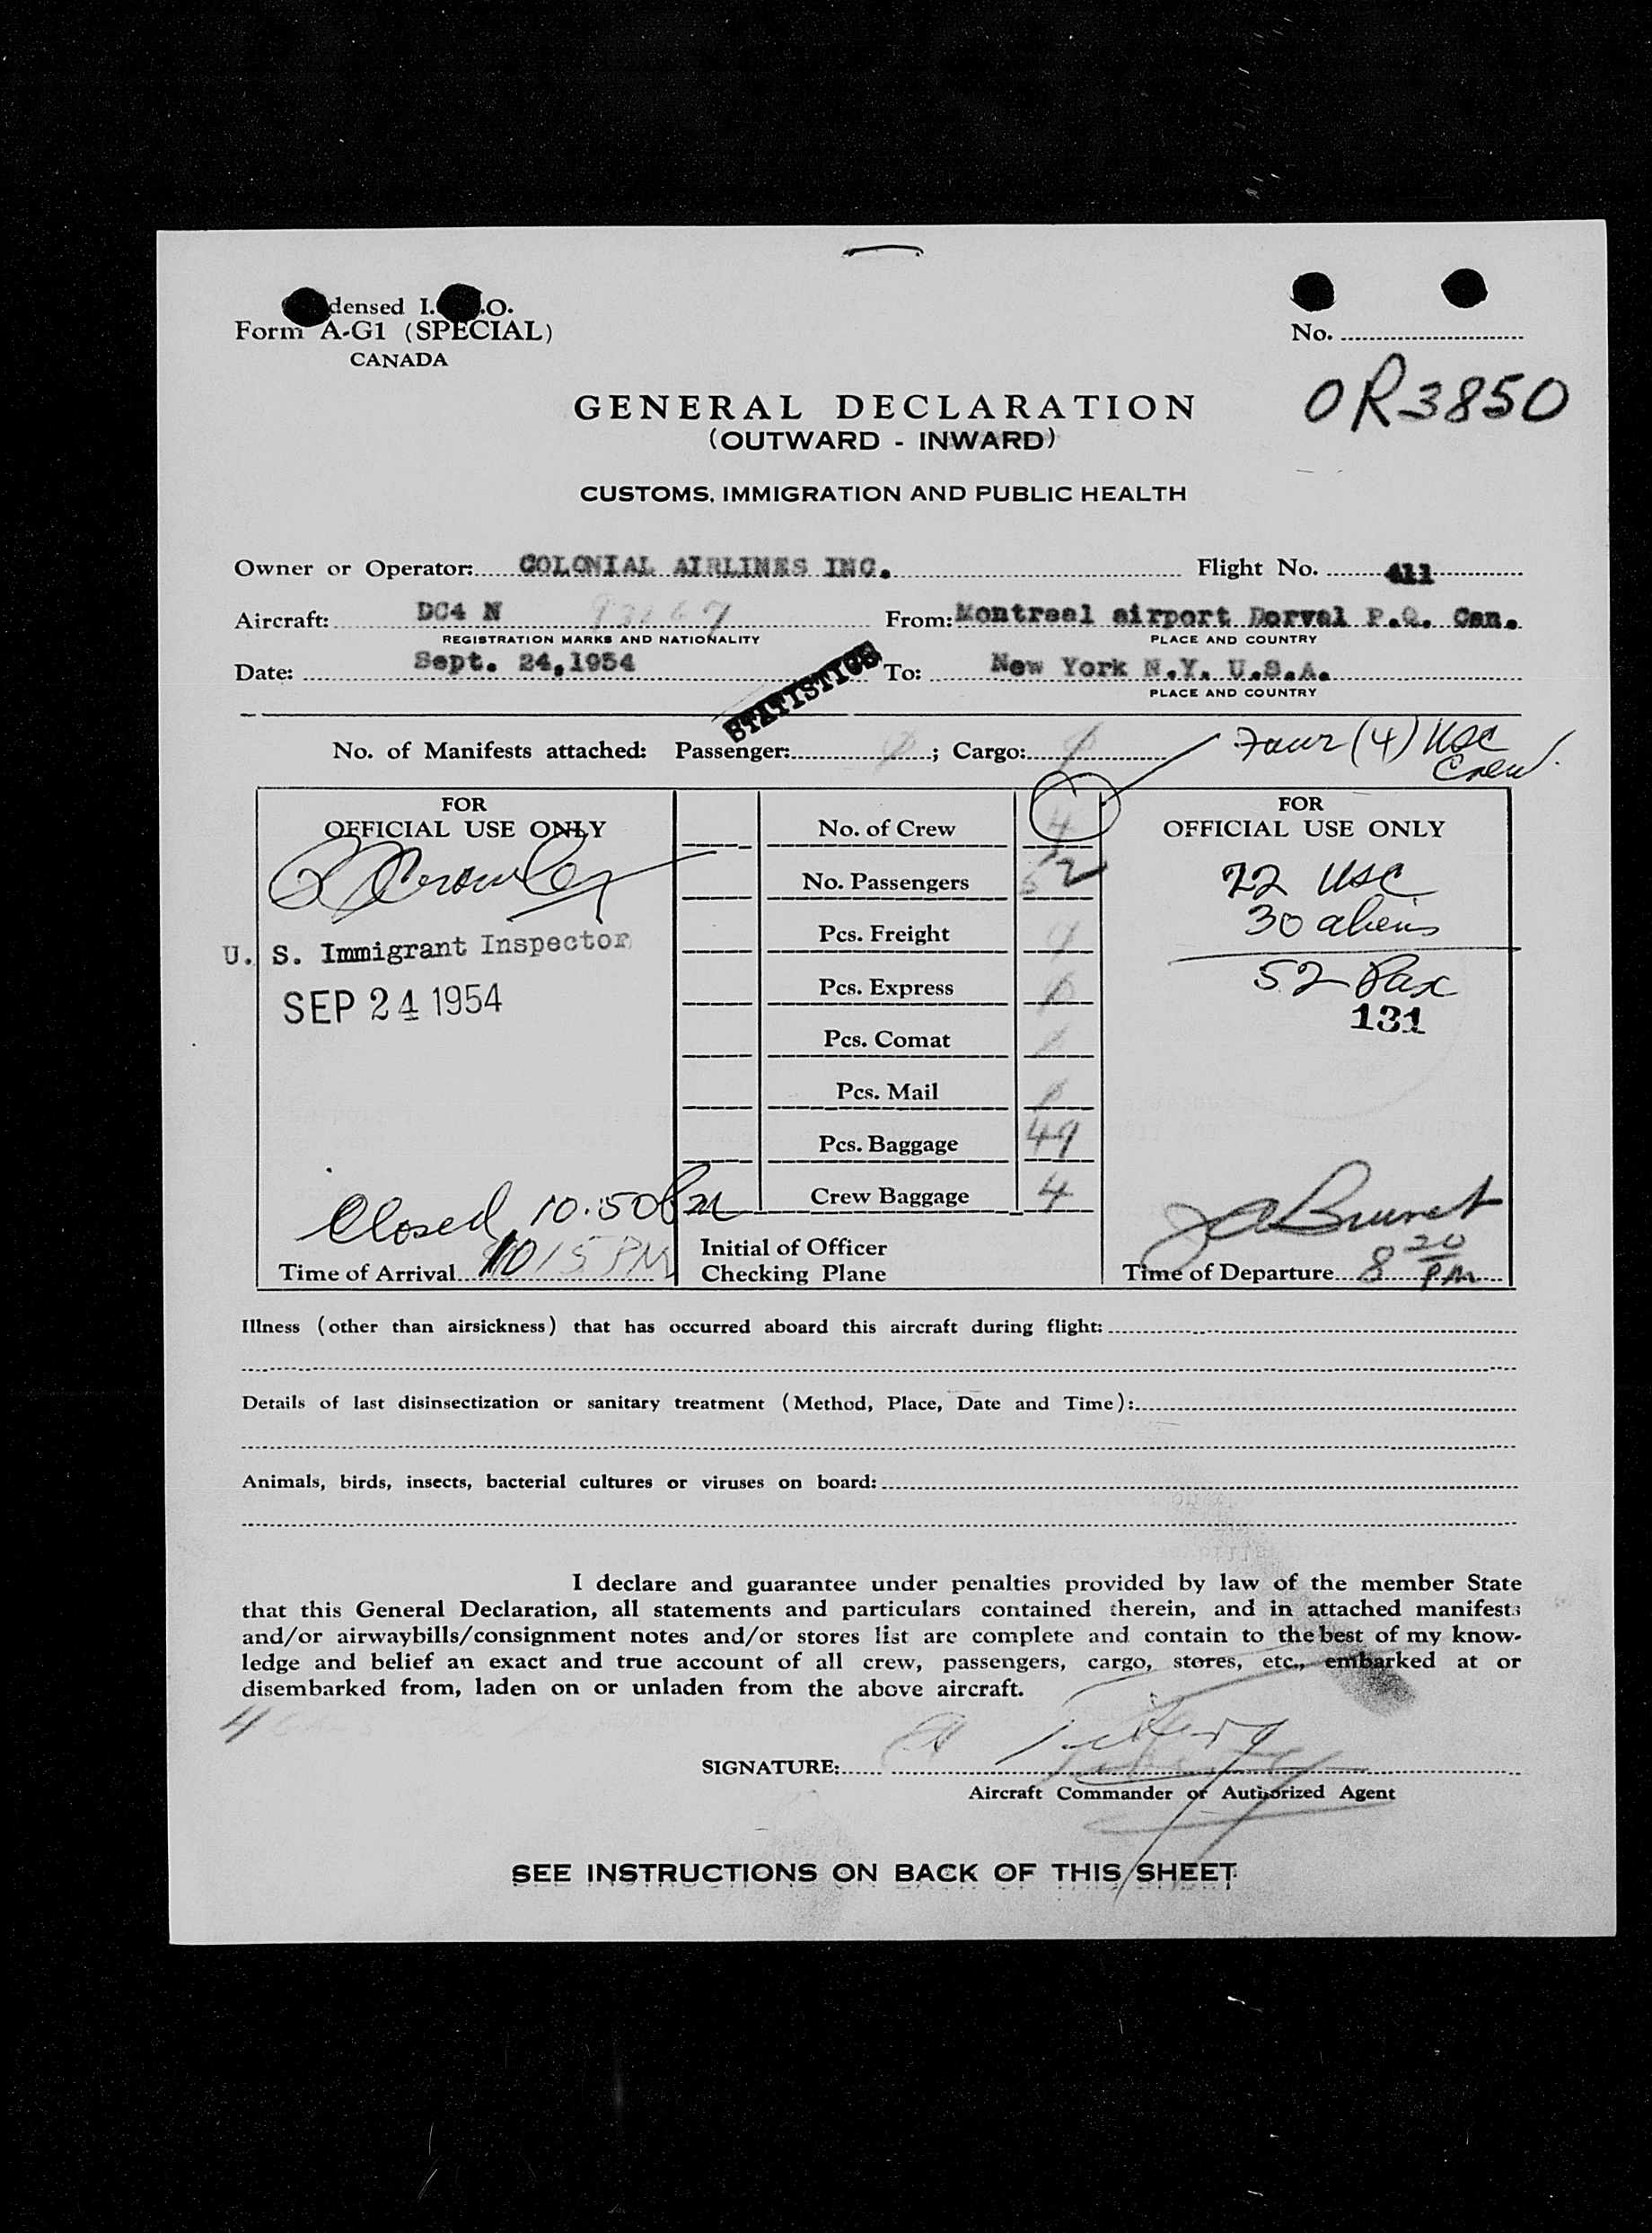 densed I. .O.
Form A-G1 (SPECIAL)
CANADA
No.
OR3850
GENERAL DECLARATION
(OUTWARD - INWARD)
CUSTOMS, IMMIGRATION AND PUBLIC HEALTH
Owner or Operator: COLONIAL AIRLINES INC. Flight No. 411
Aircraft: DC4 N From: Montreal airport Dorval P.Q. Can.
REGISTRATION MARKS AND NATIONALITY PLACE AND COUNTRY
Date: Sept. 24,1954 To: New York N.Y. U.S.A.
PLACE AND COUNTRY
STATISTICS
No. of Manifests attached: Passenger: ; Cargo: Four (4) USC
Crew.
FOR
OFFICIAL USE ONLY
Crowley
U. S. Immigrant Inspector
SEP 24 1954
Closed 10:50 Pm
Time of Arrival 1015 PM
No. of Crew 4
No. Passengers 52
Pcs. Freight
Pcs. Express
Pcs. Comat
Pcs. Mail
Pcs. Baggage 49
Crew Baggage 4
Initial of Officer
Checking Plane
FOR
OFFICIAL USE ONLY
22 USC
30 aliens
52 Pax
131
Brunet
Time of Departure 8 20 PM
Illness (other than airsickness) that has occurred aboard this aircraft during flight:
Details of last disinsectization or sanitary treatment (Method, Place, Date and Time):
Animals, birds, insects, bacterial cultures or viruses on board:
I declare and guarantee under penalties provided by law of the member State
that this General Declaration, all statements and particulars contained therein, and in attached manifests
and/or airwaybills/consignment notes and/or stores list are complete and contain to the best of my know-
ledge and belief an exact and true account of all crew, passengers, cargo, stores, etc., embarked at or
disembarked from, laden on or unladen from the above aircraft.
SIGNATURE:
Aircraft Commander or Authorized Agent
SEE INSTRUCTIONS ON BACK OF THIS SHEET